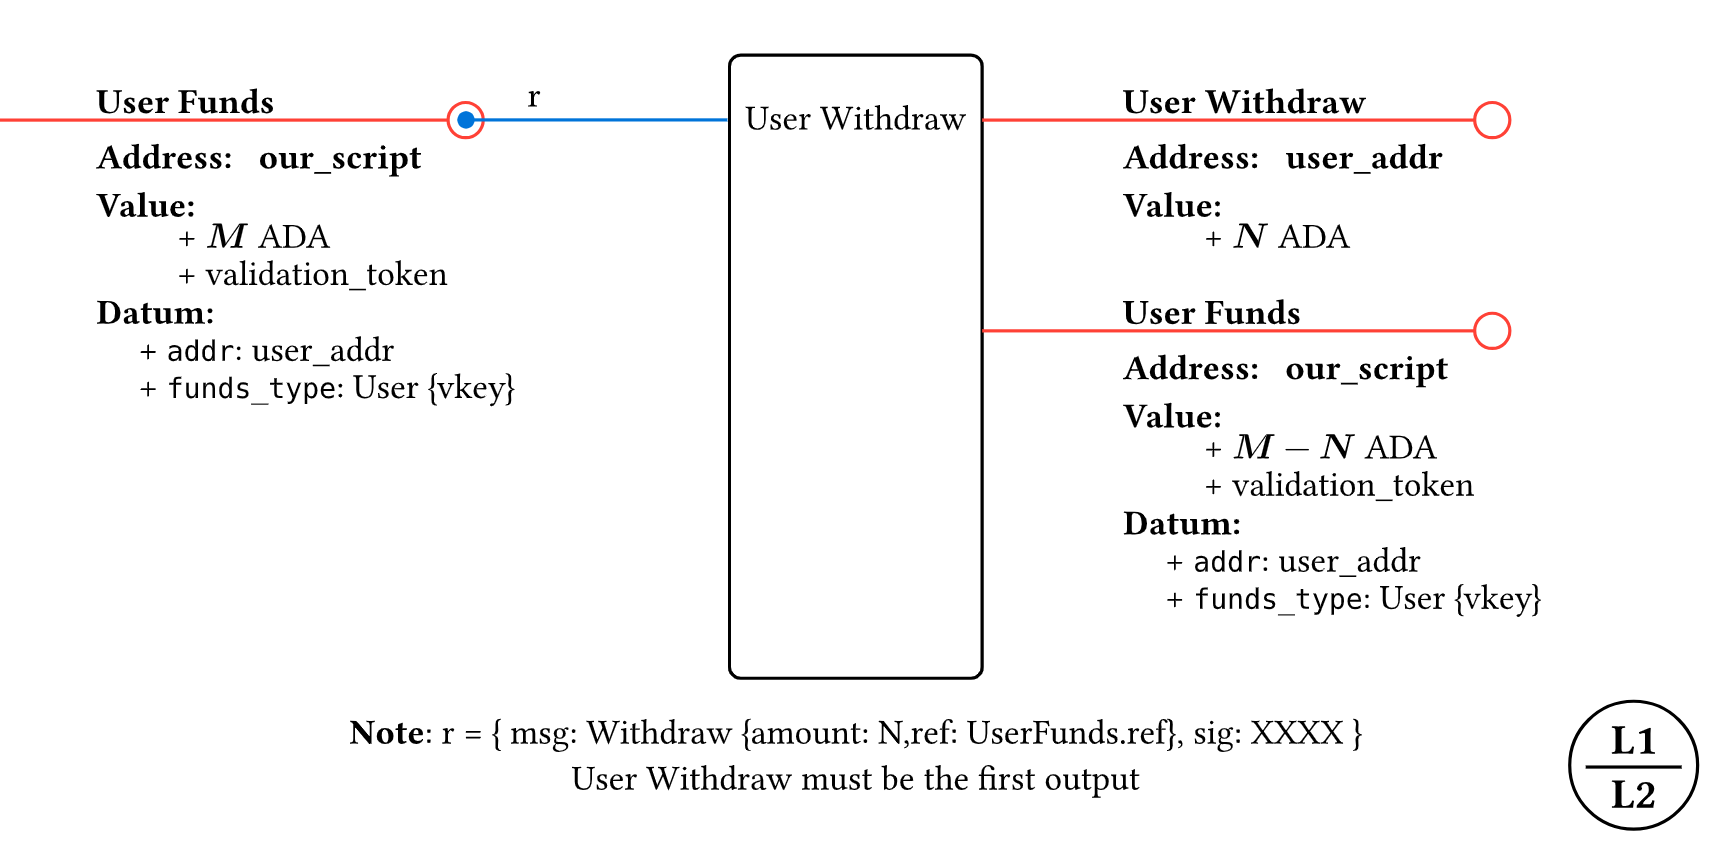 User Funds
r
Address: our_script
Value:
+ M ADA
+ validation_token
Datum:
+ addr: user_addr
+ funds_type: User {vkey}
User Withdraw
User Withdraw
Address: user_addr
Value:
+ N ADA
User Funds
Address: our_script
Value:
+ M − N ADA
+ validation_token
Datum:
+ addr: user_addr
+ funds_type: User {vkey}
Note: r = { msg: Withdraw {amount: N,ref: UserFunds.ref}, sig: XXXX }
User Withdraw must be the first output
L1
L2